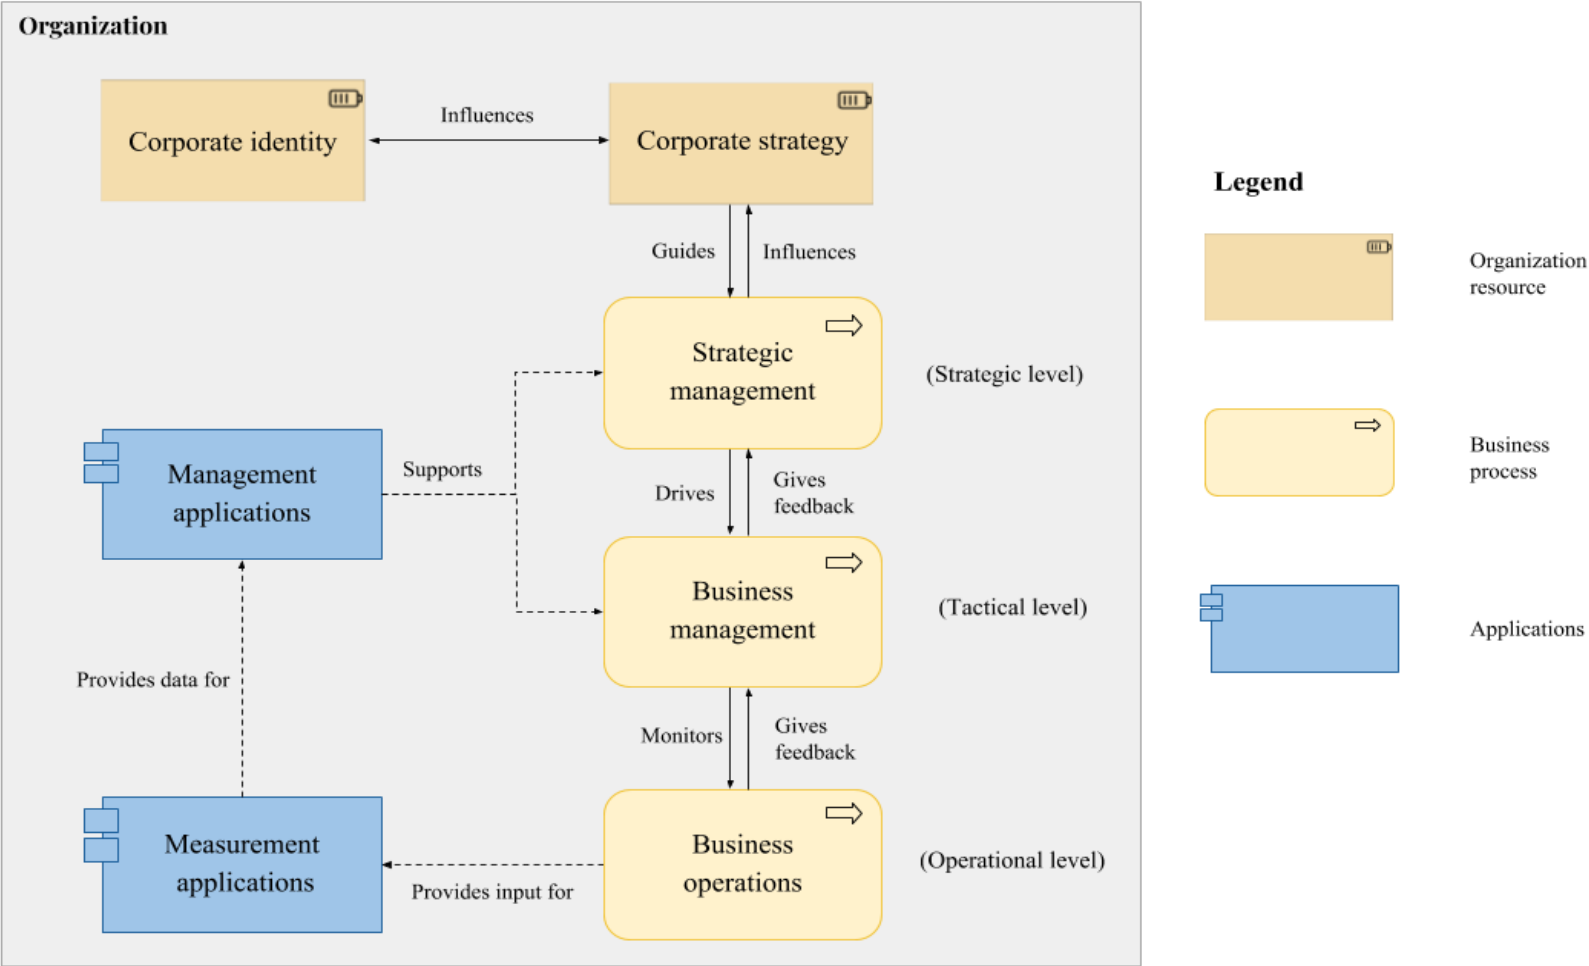 Organization
Corporate identity
Influences
Corporate strategy
Guides
Influences
Strategic
management
(Strategic level)
Management
applications
Supports
Drives
Gives
feedback
Business
management
(Tactical level)
Provides data for
Monitors
Gives
feedback
Measurement
applications
Provides input for
Business
operations
(Operational level)
Legend
Organization
resource
Business
process
Applications